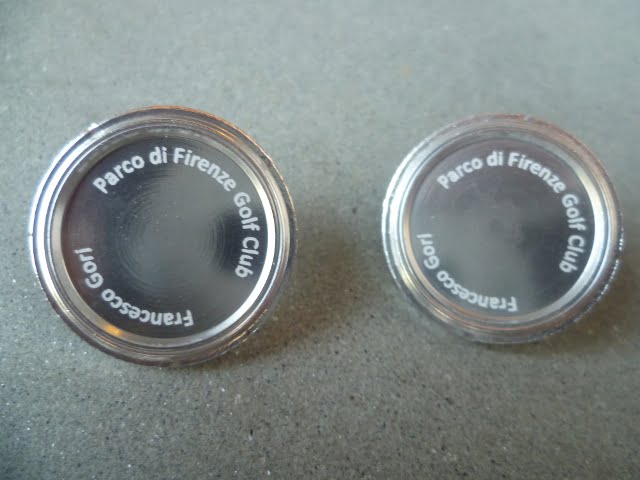 Parco di Firenze Golf Club
Francesco Gori
Parco di Firenze Golf Club
Francesco Gori